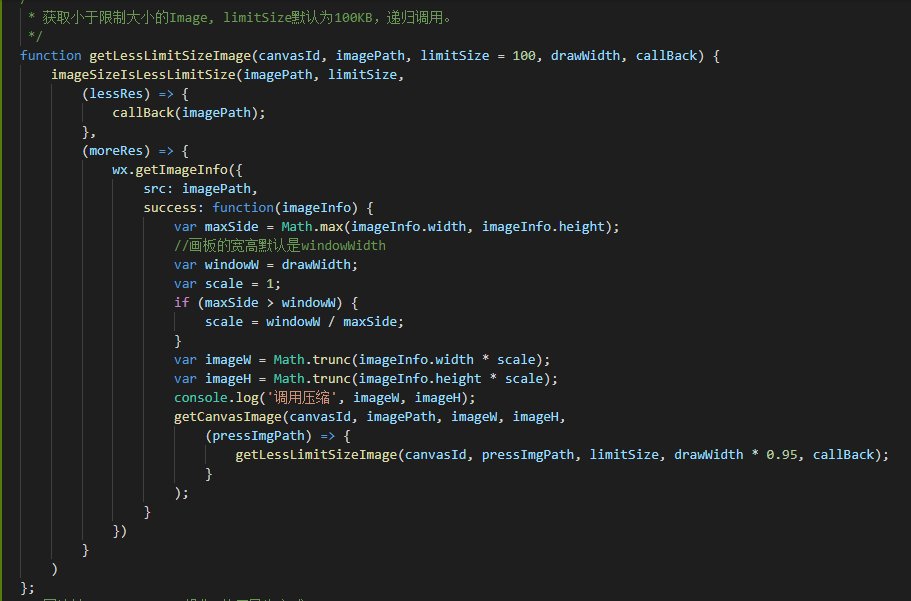 * 获取小于限制大小的Image, limitSize默认为100KB，递归调用。
*/
function getLessLimitSizeImage(canvasId, imagePath, limitSize = 100, drawWidth, callBack) {
imageSizeIsLessLimitSize(imagePath, limitSize,
(lessRes) => {
callBack(imagePath);
},
(moreRes) => {
wx.getImageInfo({
src: imagePath,
success: function(imageInfo) {
var maxSide = Math.max(imageInfo.width, imageInfo.height);
//画板的宽高默认是windowWidth
var windowW = drawWidth;
var scale = 1;
if (maxSide > windowW) {
scale = windowW / maxSide;
}
var imageW = Math.trunc(imageInfo.width * scale);
var imageH = Math.trunc(imageInfo.height * scale);
console.log('调用压缩', imageW, imageH);
getCanvasImage(canvasId, imagePath, imageW, imageH,
(pressImgPath) => {
getLessLimitSizeImage(canvasId, pressImgPath, limitSize, drawWidth * 0.95, callBack);
}
);
}
})
}
)
};